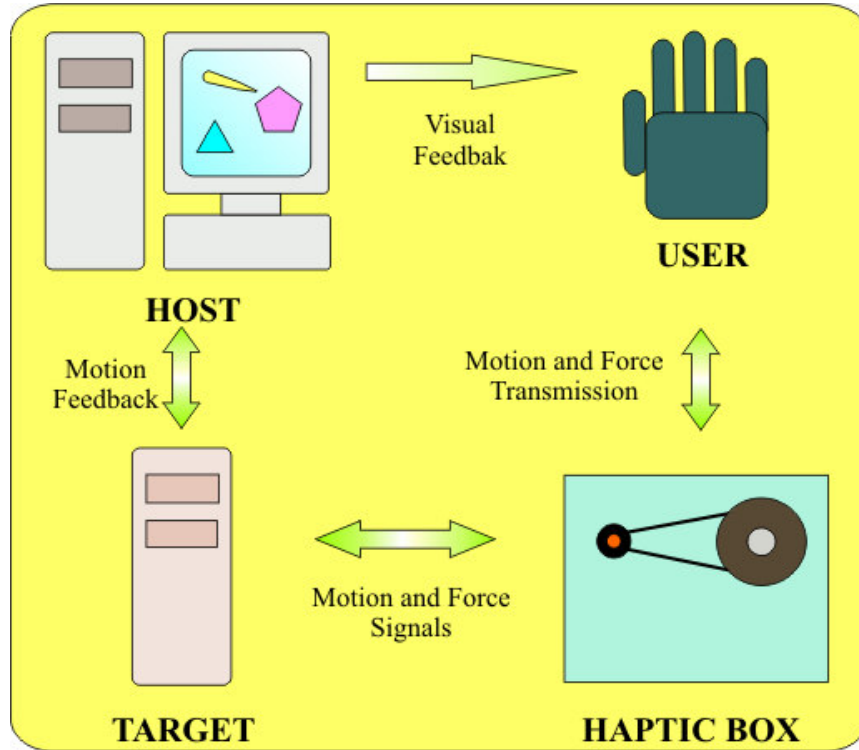 Visual
Feedbak
USER
HOST
Motion
Feedback
Motion and Force
Transmission
Motion and Force
Signals
TARGET
HAPTIC BOX